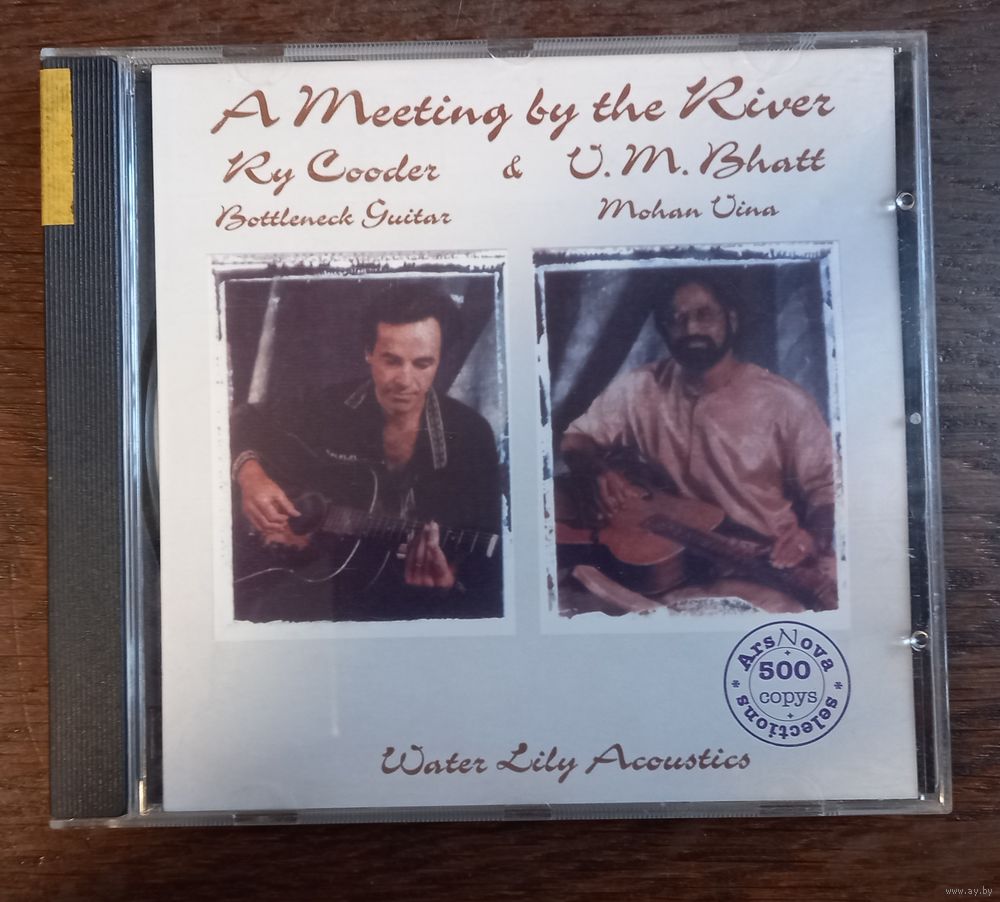 A Meeting by the River
Ry Cooder & V. M. Bhatt
Bottleneck Guitar Mohan Vina
ArsNova
500
copys
* selections *
Water Lily Acoustics
www.ay.by